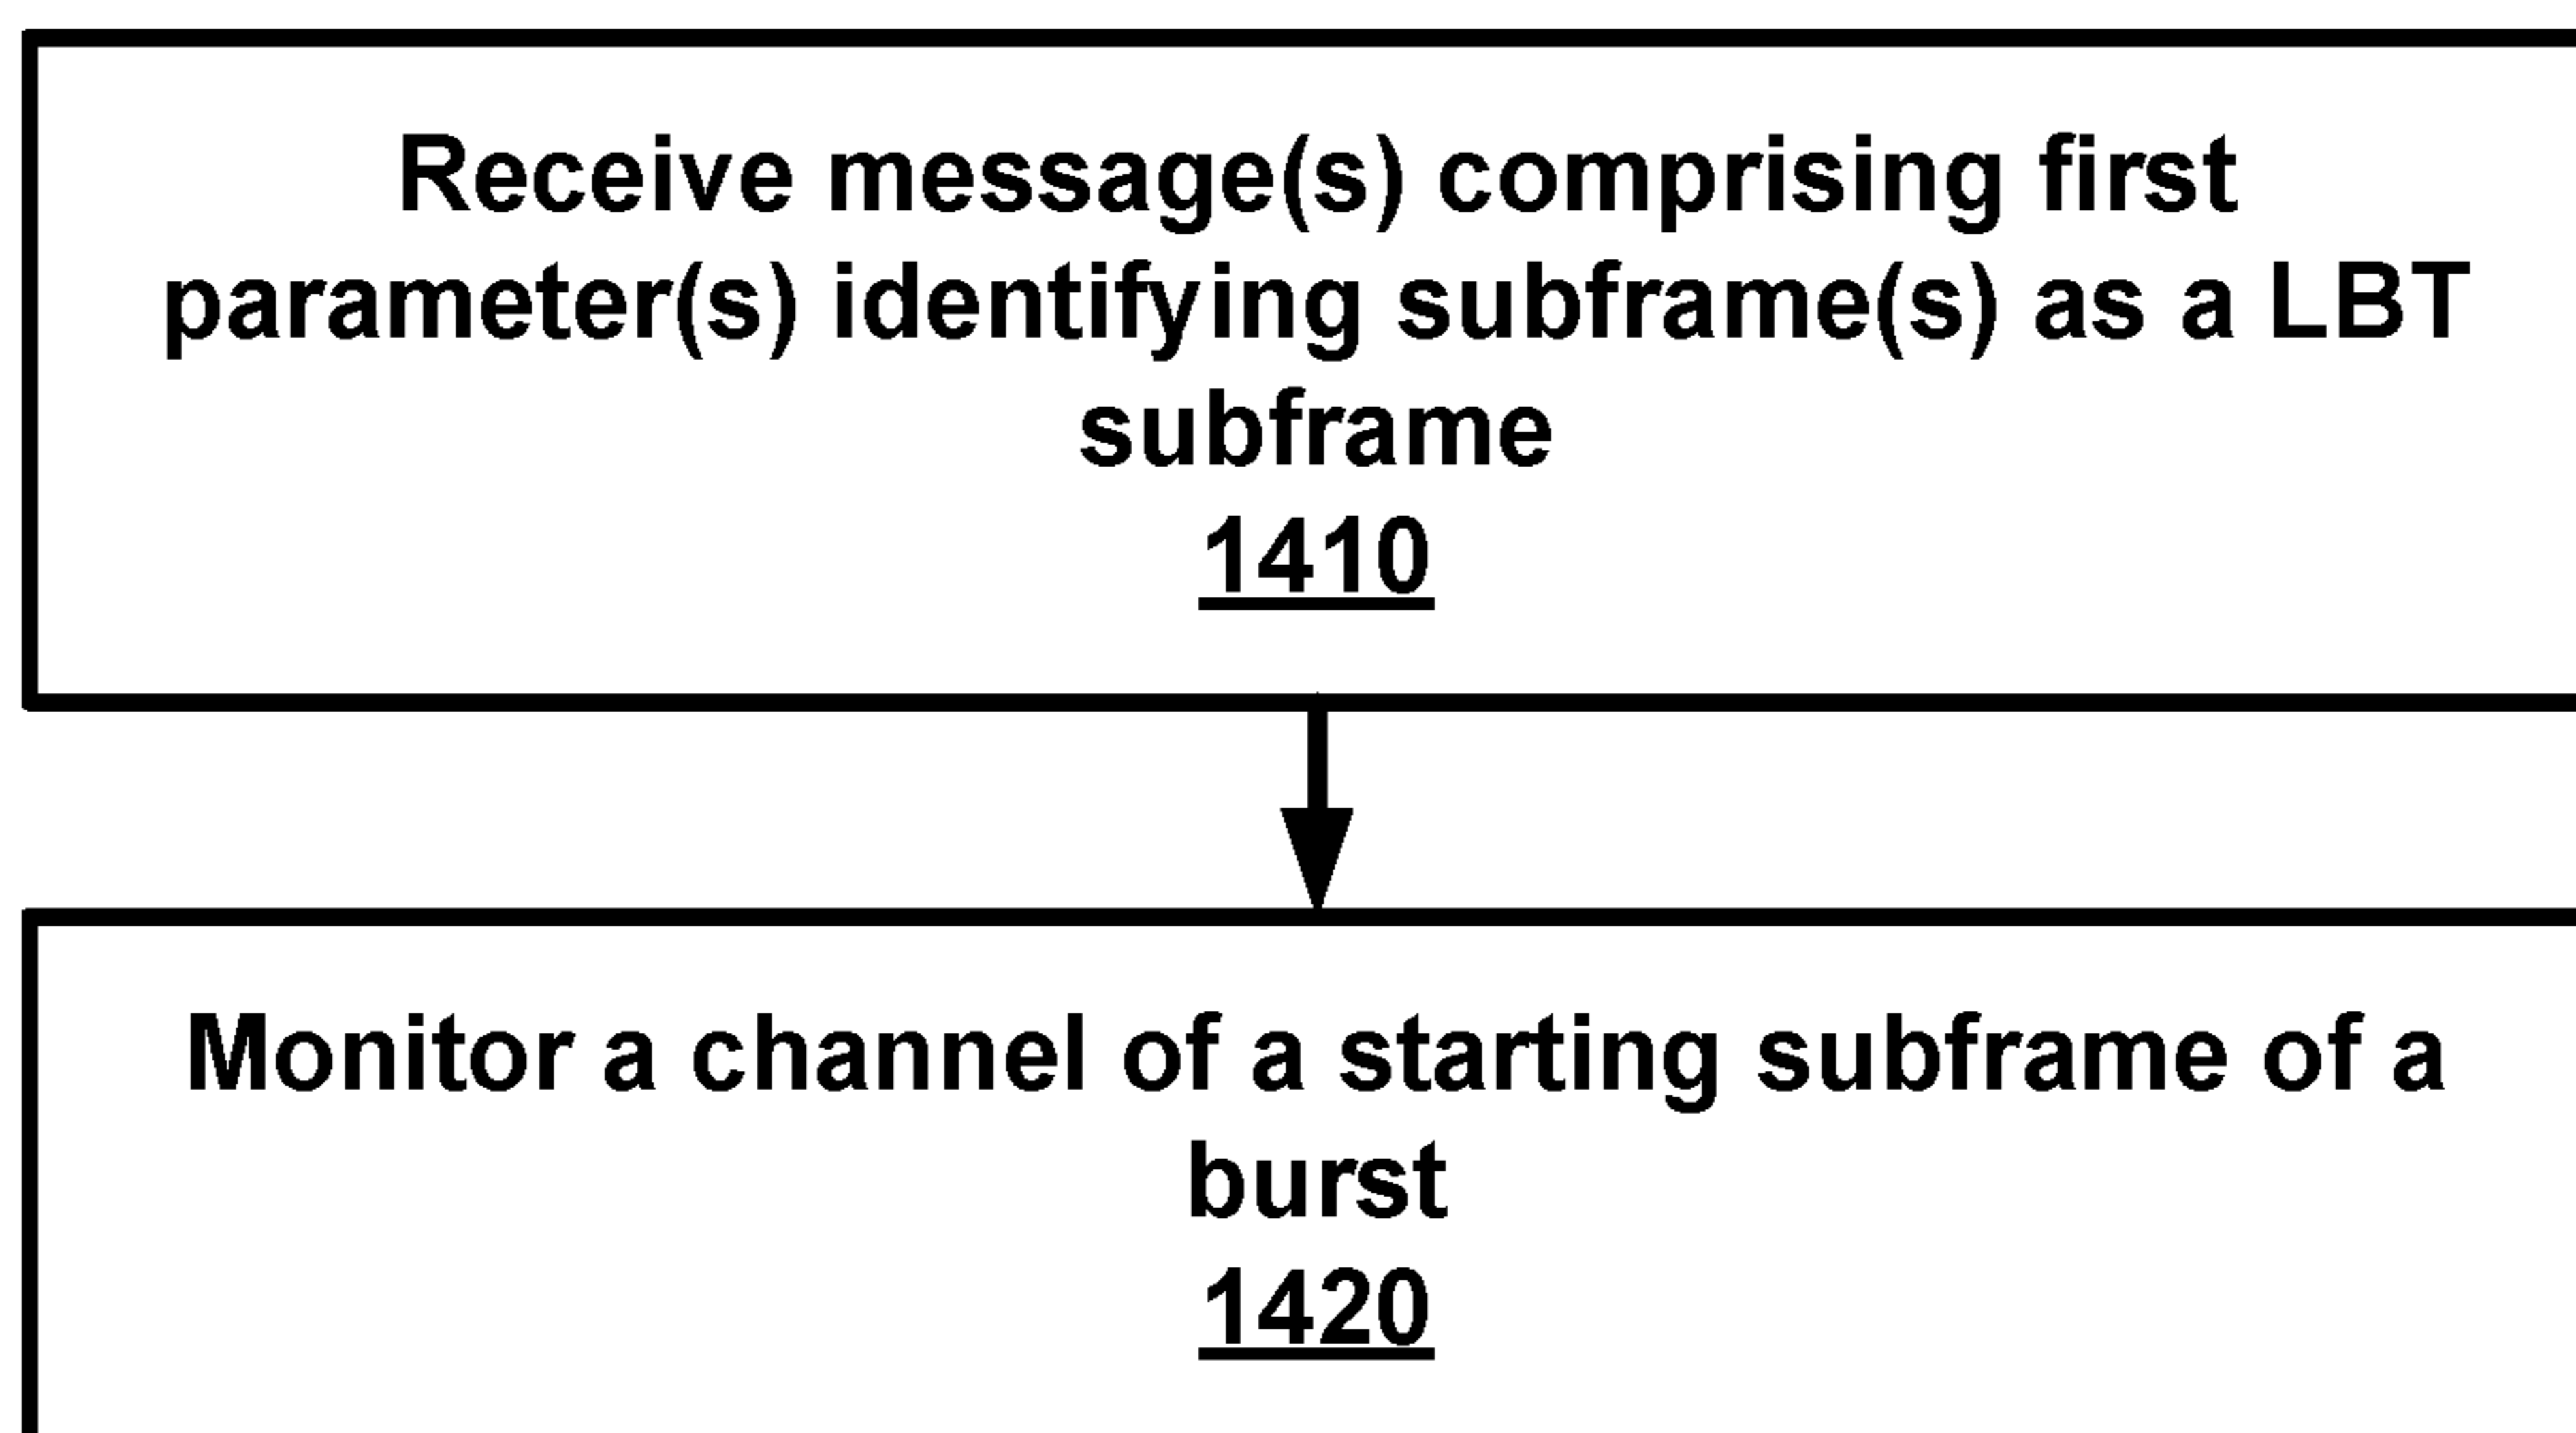 Receive message(s) comprising first
parameter(s) identifying subframe(s) as a LBT
subframe
1410
Monitor a channel of a starting subframe of a
burst
1420